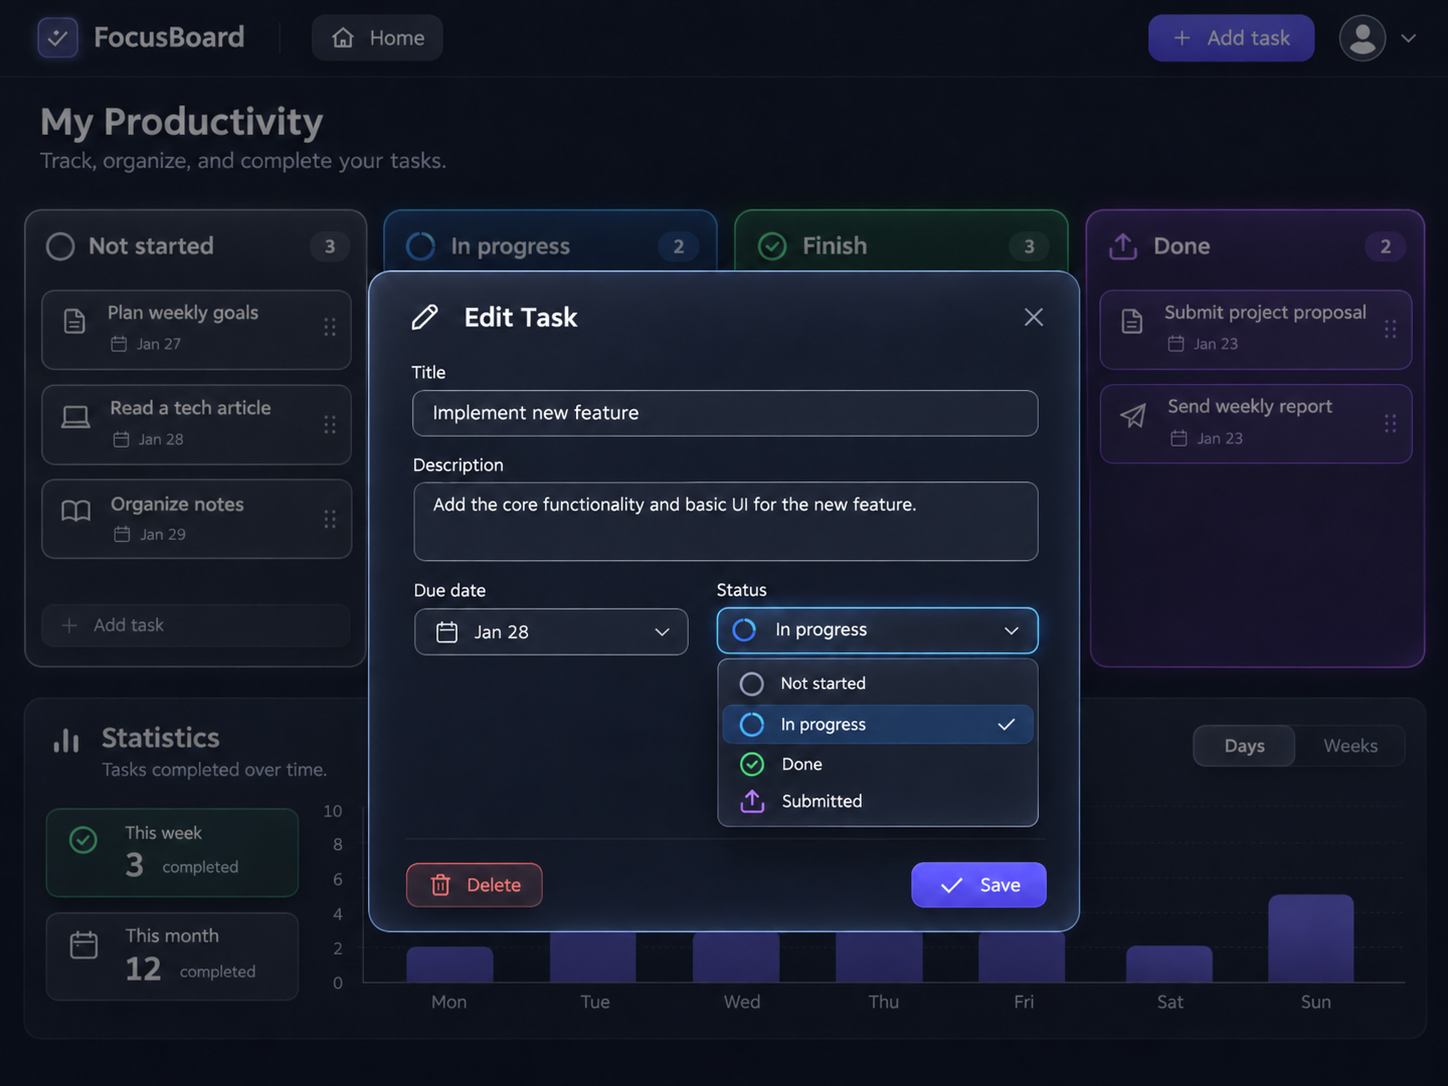 FocusBoard
Home
+ Add task
My Productivity
Track, organize, and complete your tasks.
Not started 3
In progress 2
Finish 3
Done 2
Plan weekly goals
Jan 27
Read a tech article
Jan 28
Organize notes
Jan 29
+ Add task
Submit project proposal
Jan 23
Send weekly report
Jan 23
Edit Task
Title
Implement new feature
Description
Add the core functionality and basic UI for the new feature.
Due date
Jan 28
Status
In progress
Not started
In progress
Done
Submitted
Delete
Save
Statistics
Tasks completed over time.
Days
Weeks
This week
3 completed
This month
12 completed
10
8
6
4
2
0
Mon
Tue
Wed
Thu
Fri
Sat
Sun